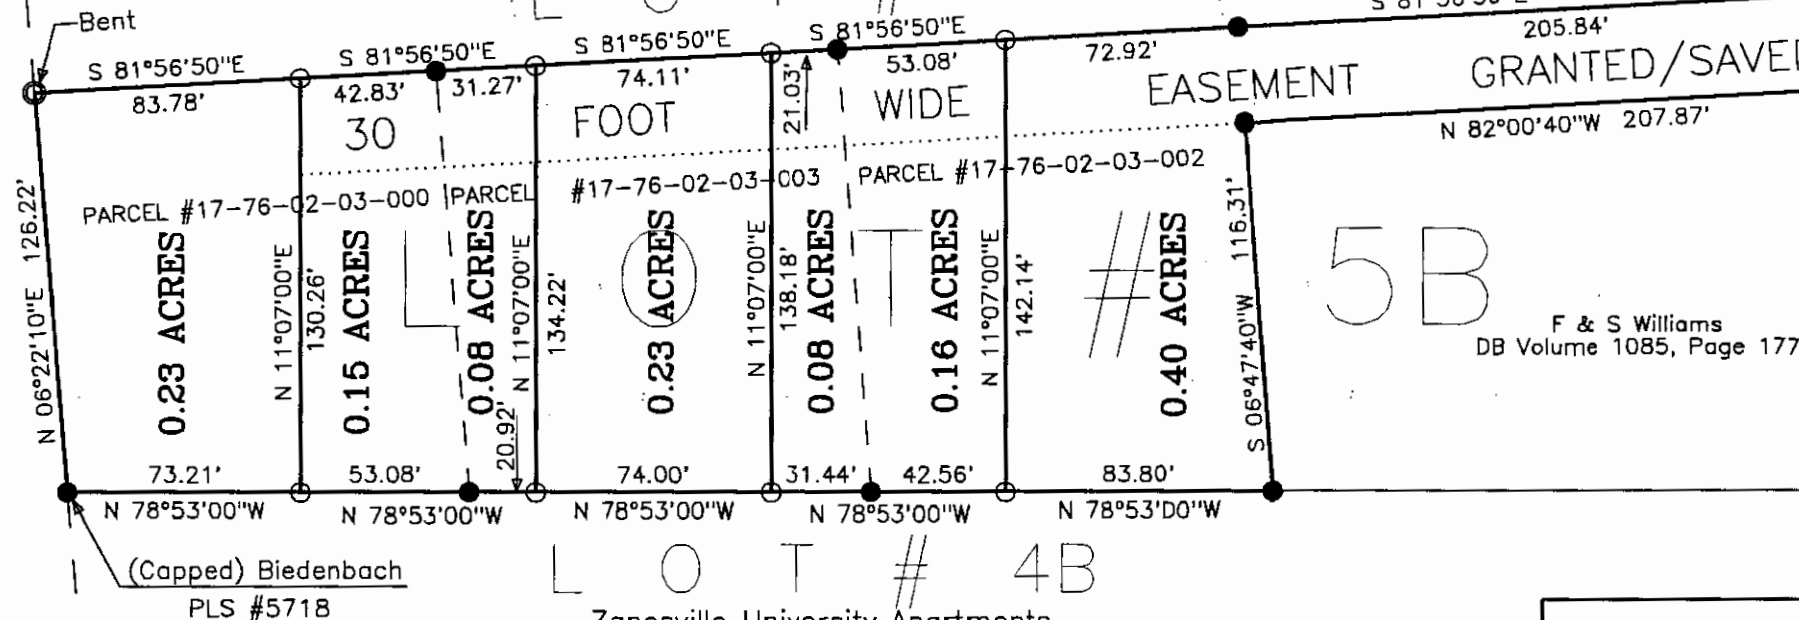 Bent
S 81°56'50"E
83.78'
S 81°56'50"E
42.83'
31.27'
S 81°56'50"E
74.11'
S 81°56'50"E
21.03'
53.08'
72.92'
205.84'
30 FOOT WIDE EASEMENT GRANTED/SAVED
N 82°00'40"W 207.87'
PARCEL #17-76-02-03-000
PARCEL #17-76-02-03-003
PARCEL #17-76-02-03-002
N 06°22'10"E 126.22'
0.23 ACRES
N 11°07'00"E
130.26'
0.15 ACRES
0.08 ACRES
N 11°07'00"E
134.22'
0.23 ACRES
N 11°07'00"E
138.18'
0.08 ACRES
0.16 ACRES
N 11°07'00"E
142.14'
0.40 ACRES
S 06°47'40"W 116.31'
LOT # 5B
F & S Williams
DB Volume 1085, Page 177
20.92'
73.21'
53.08'
74.00'
31.44'
42.56'
83.80'
N 78°53'00"W
N 78°53'00"W
N 78°53'00"W
N 78°53'00"W
N 78°53'D0"W
LOT # 4B
(Capped) Biedenbach
PLS #5718
Zanesville University Apartments